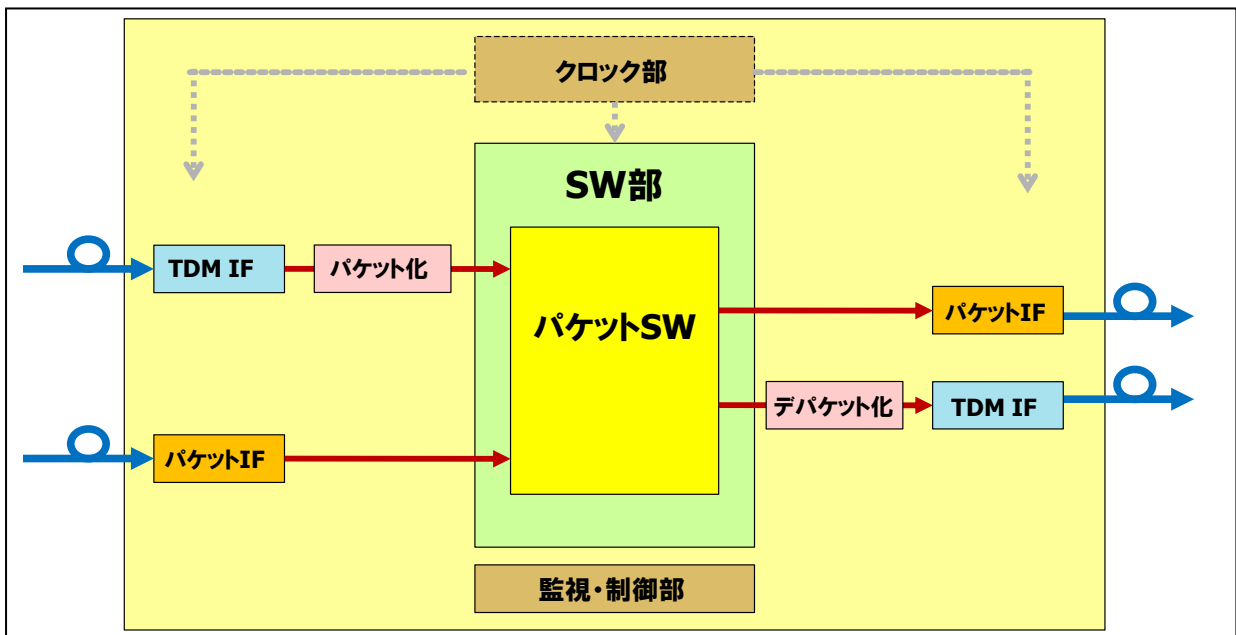 クロック部
SW部
TDM IF
パケット化
パケットSW
パケットIF
デパケット化
TDM IF
パケットIF
監視・制御部